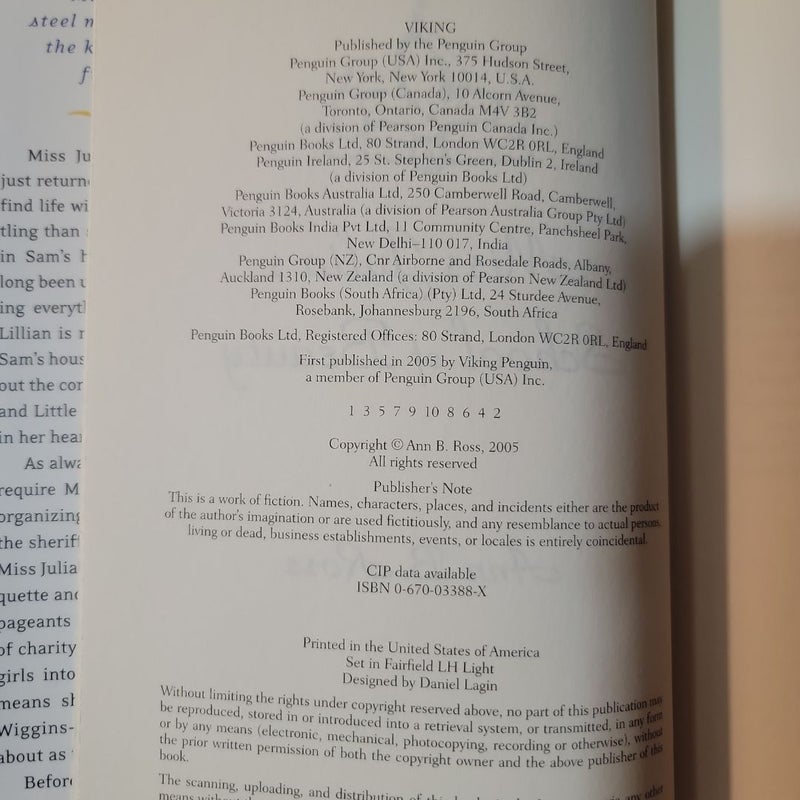 steel
the
Miss
just
find life
tling than
in Sam's
long been
ing
Lillian is
Sam's
out the
and Little
in her
As
require
organizing
the
Miss Julia
quette and
pageants
of charity
girls into
means
Wiggins-
about as
VIKING
Published by the Penguin Group
Penguin Group (USA) Inc., 375 Hudson Street,
New York, New York 10014, U.S.A.
Penguin Group (Canada), 10 Alcorn Avenue,
Toronto, Ontario, Canada M4V 3B2
(a division of Pearson Penguin Canada Inc.)
Penguin Books Ltd, 80 Strand, London WC2R 0RL, England
Penguin Ireland, 25 St. Stephen's Green, Dublin 2, Ireland
(a division of Penguin Books Ltd)
Penguin Books Australia Ltd, 250 Camberwell Road, Camberwell,
Victoria 3124, Australia (a division of Pearson Australia Group Pty Ltd)
Penguin Books India Pvt Ltd, 11 Community Centre, Panchsheel Park,
New Delhi–110 017, India
Penguin Group (NZ), Cnr Airborne and Rosedale Roads, Albany,
Auckland 1310, New Zealand (a division of Pearson New Zealand Ltd)
Penguin Books (South Africa) (Pty) Ltd, 24 Sturdee Avenue,
Rosebank, Johannesburg 2196, South Africa
Penguin Books Ltd, Registered Offices: 80 Strand, London WC2R 0RL, England
First published in 2005 by Viking Penguin,
a member of Penguin Group (USA) Inc.
1 3 5 7 9 10 8 6 4 2
Copyright © Ann B. Ross, 2005
All rights reserved
Publisher's Note
This is a work of fiction. Names, characters, places, and incidents either are the product
of the author's imagination or are used fictitiously, and any resemblance to actual persons,
living or dead, business establishments, events, or locales is entirely coincidental.
CIP data available
ISBN 0-670-03388-X
Printed in the United States of America
Set in Fairfield LH Light
Designed by Daniel Lagin
Without limiting the rights under copyright reserved above, no part of this publication may
be reproduced, stored in or introduced into a retrieval system, or transmitted, in any form
or by any means (electronic, mechanical, photocopying, recording or otherwise), without
the prior written permission of both the copyright owner and the above publisher of this
book.
The scanning, uploading, and distribution of this